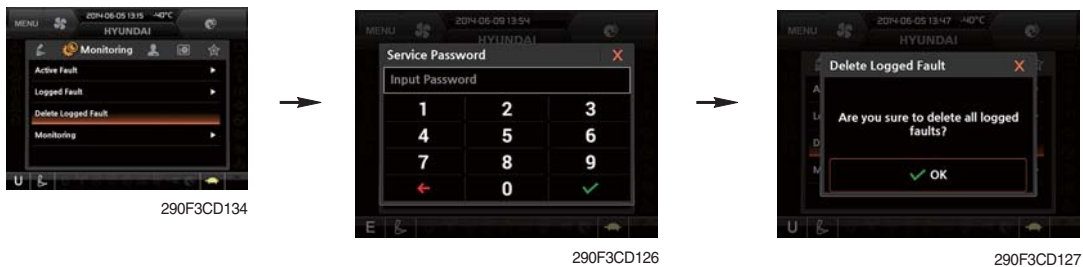 MENU
2014-06-05 13:15 -40°C
HYUNDAI
Monitoring
Active Fault
Logged Fault
Delete Logged Fault
Monitoring
U
290F3CD134
MENU
2014-06-09 13:54
HYUNDAI
Service Password X
Input Password
1 2 3
4 5 6
7 8 9
0
E
290F3CD126
MENU
2014-06-05 13:47 -40°C
HYUNDAI
Delete Logged Fault X
Are you sure to delete all logged
faults?
OK
U
290F3CD127